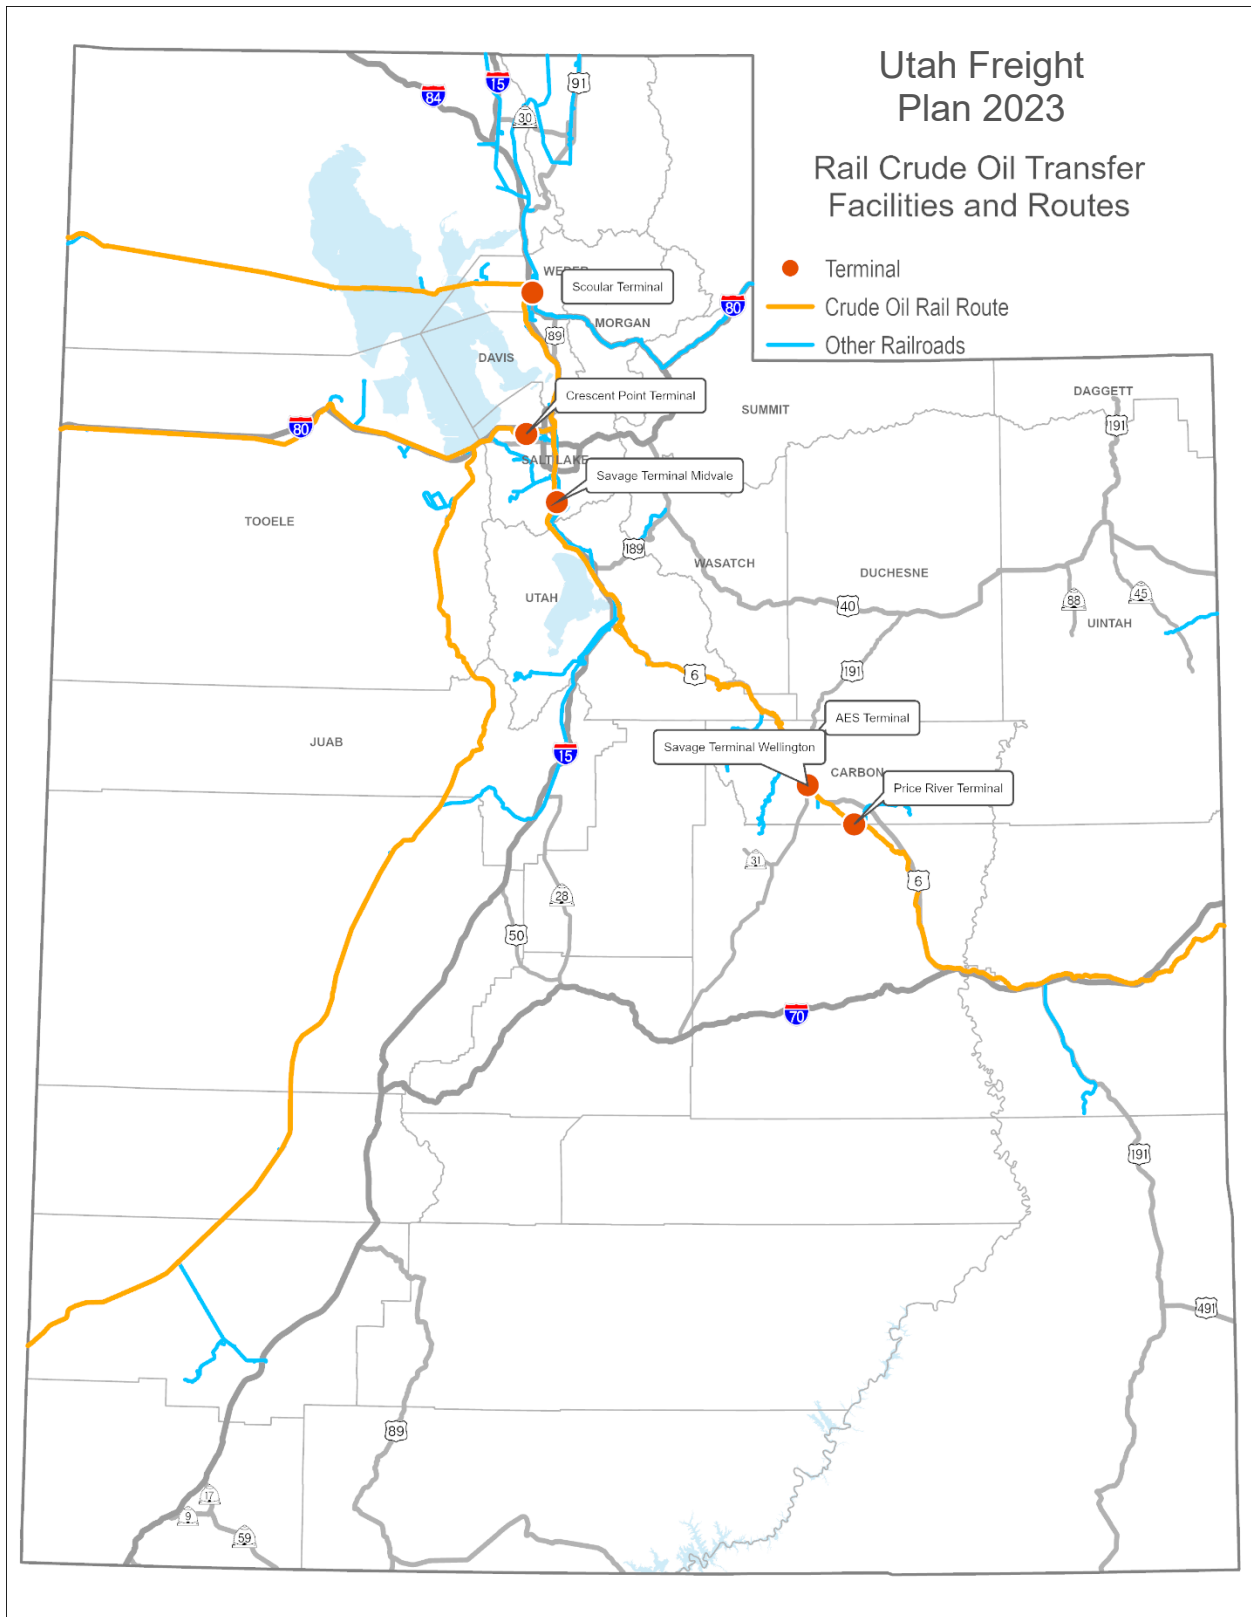 Utah Freight
Plan 2023
Rail Crude Oil Transfer
Facilities and Routes
Terminal
Crude Oil Rail Route
Other Railroads
15
84
91
30
WEBER
Scoular Terminal
80
MORGAN
89
DAVIS
Crescent Point Terminal
DAGGETT
SUMMIT
191
80
SALT LAKE
Savage Terminal Midvale
TOOELE
189
WASATCH
DUCHESNE
UTAH
40
88
45
UINTAH
6
191
AES Terminal
JUAB
15
Savage Terminal Wellington
CARBON
Price River Terminal
31
6
28
50
70
191
491
89
17
9
59